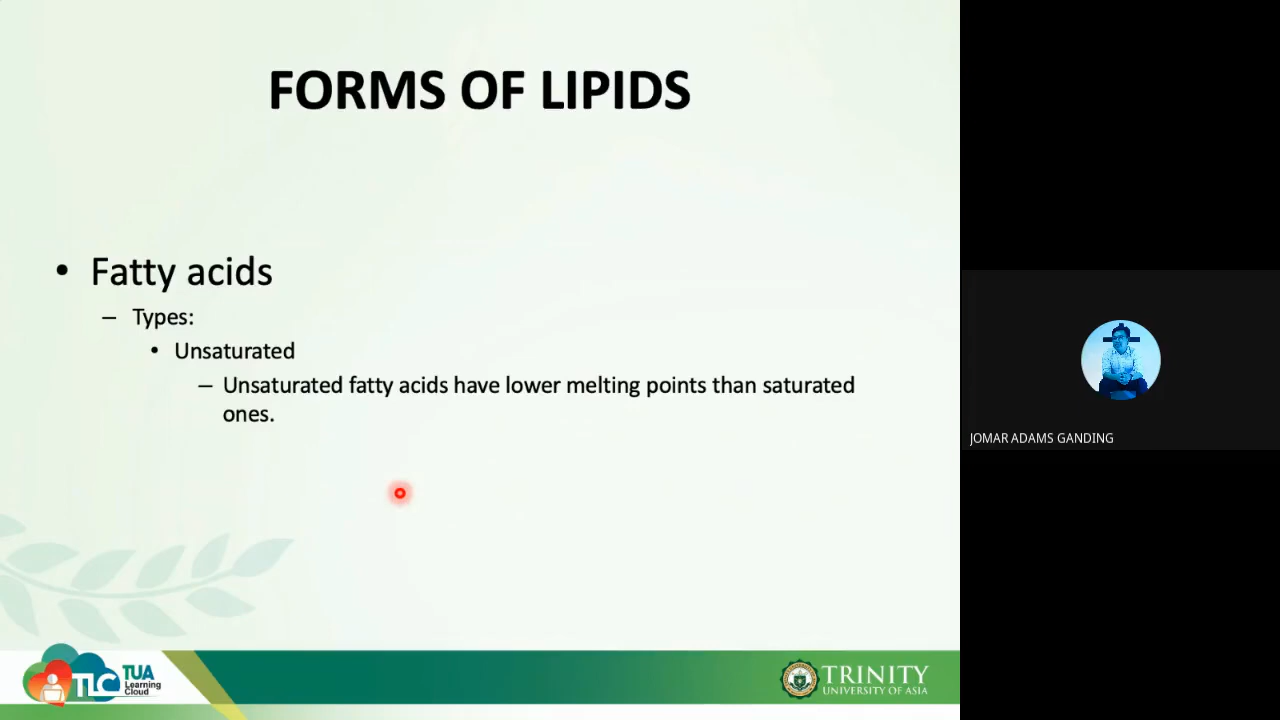 FORMS OF LIPIDS
• Fatty acids
– Types:
• Unsaturated
– Unsaturated fatty acids have lower melting points than saturated
ones.
JOMAR ADAMS GANDING
TLC TUA
Learning
Cloud
TRINITY
UNIVERSITY OF ASIA